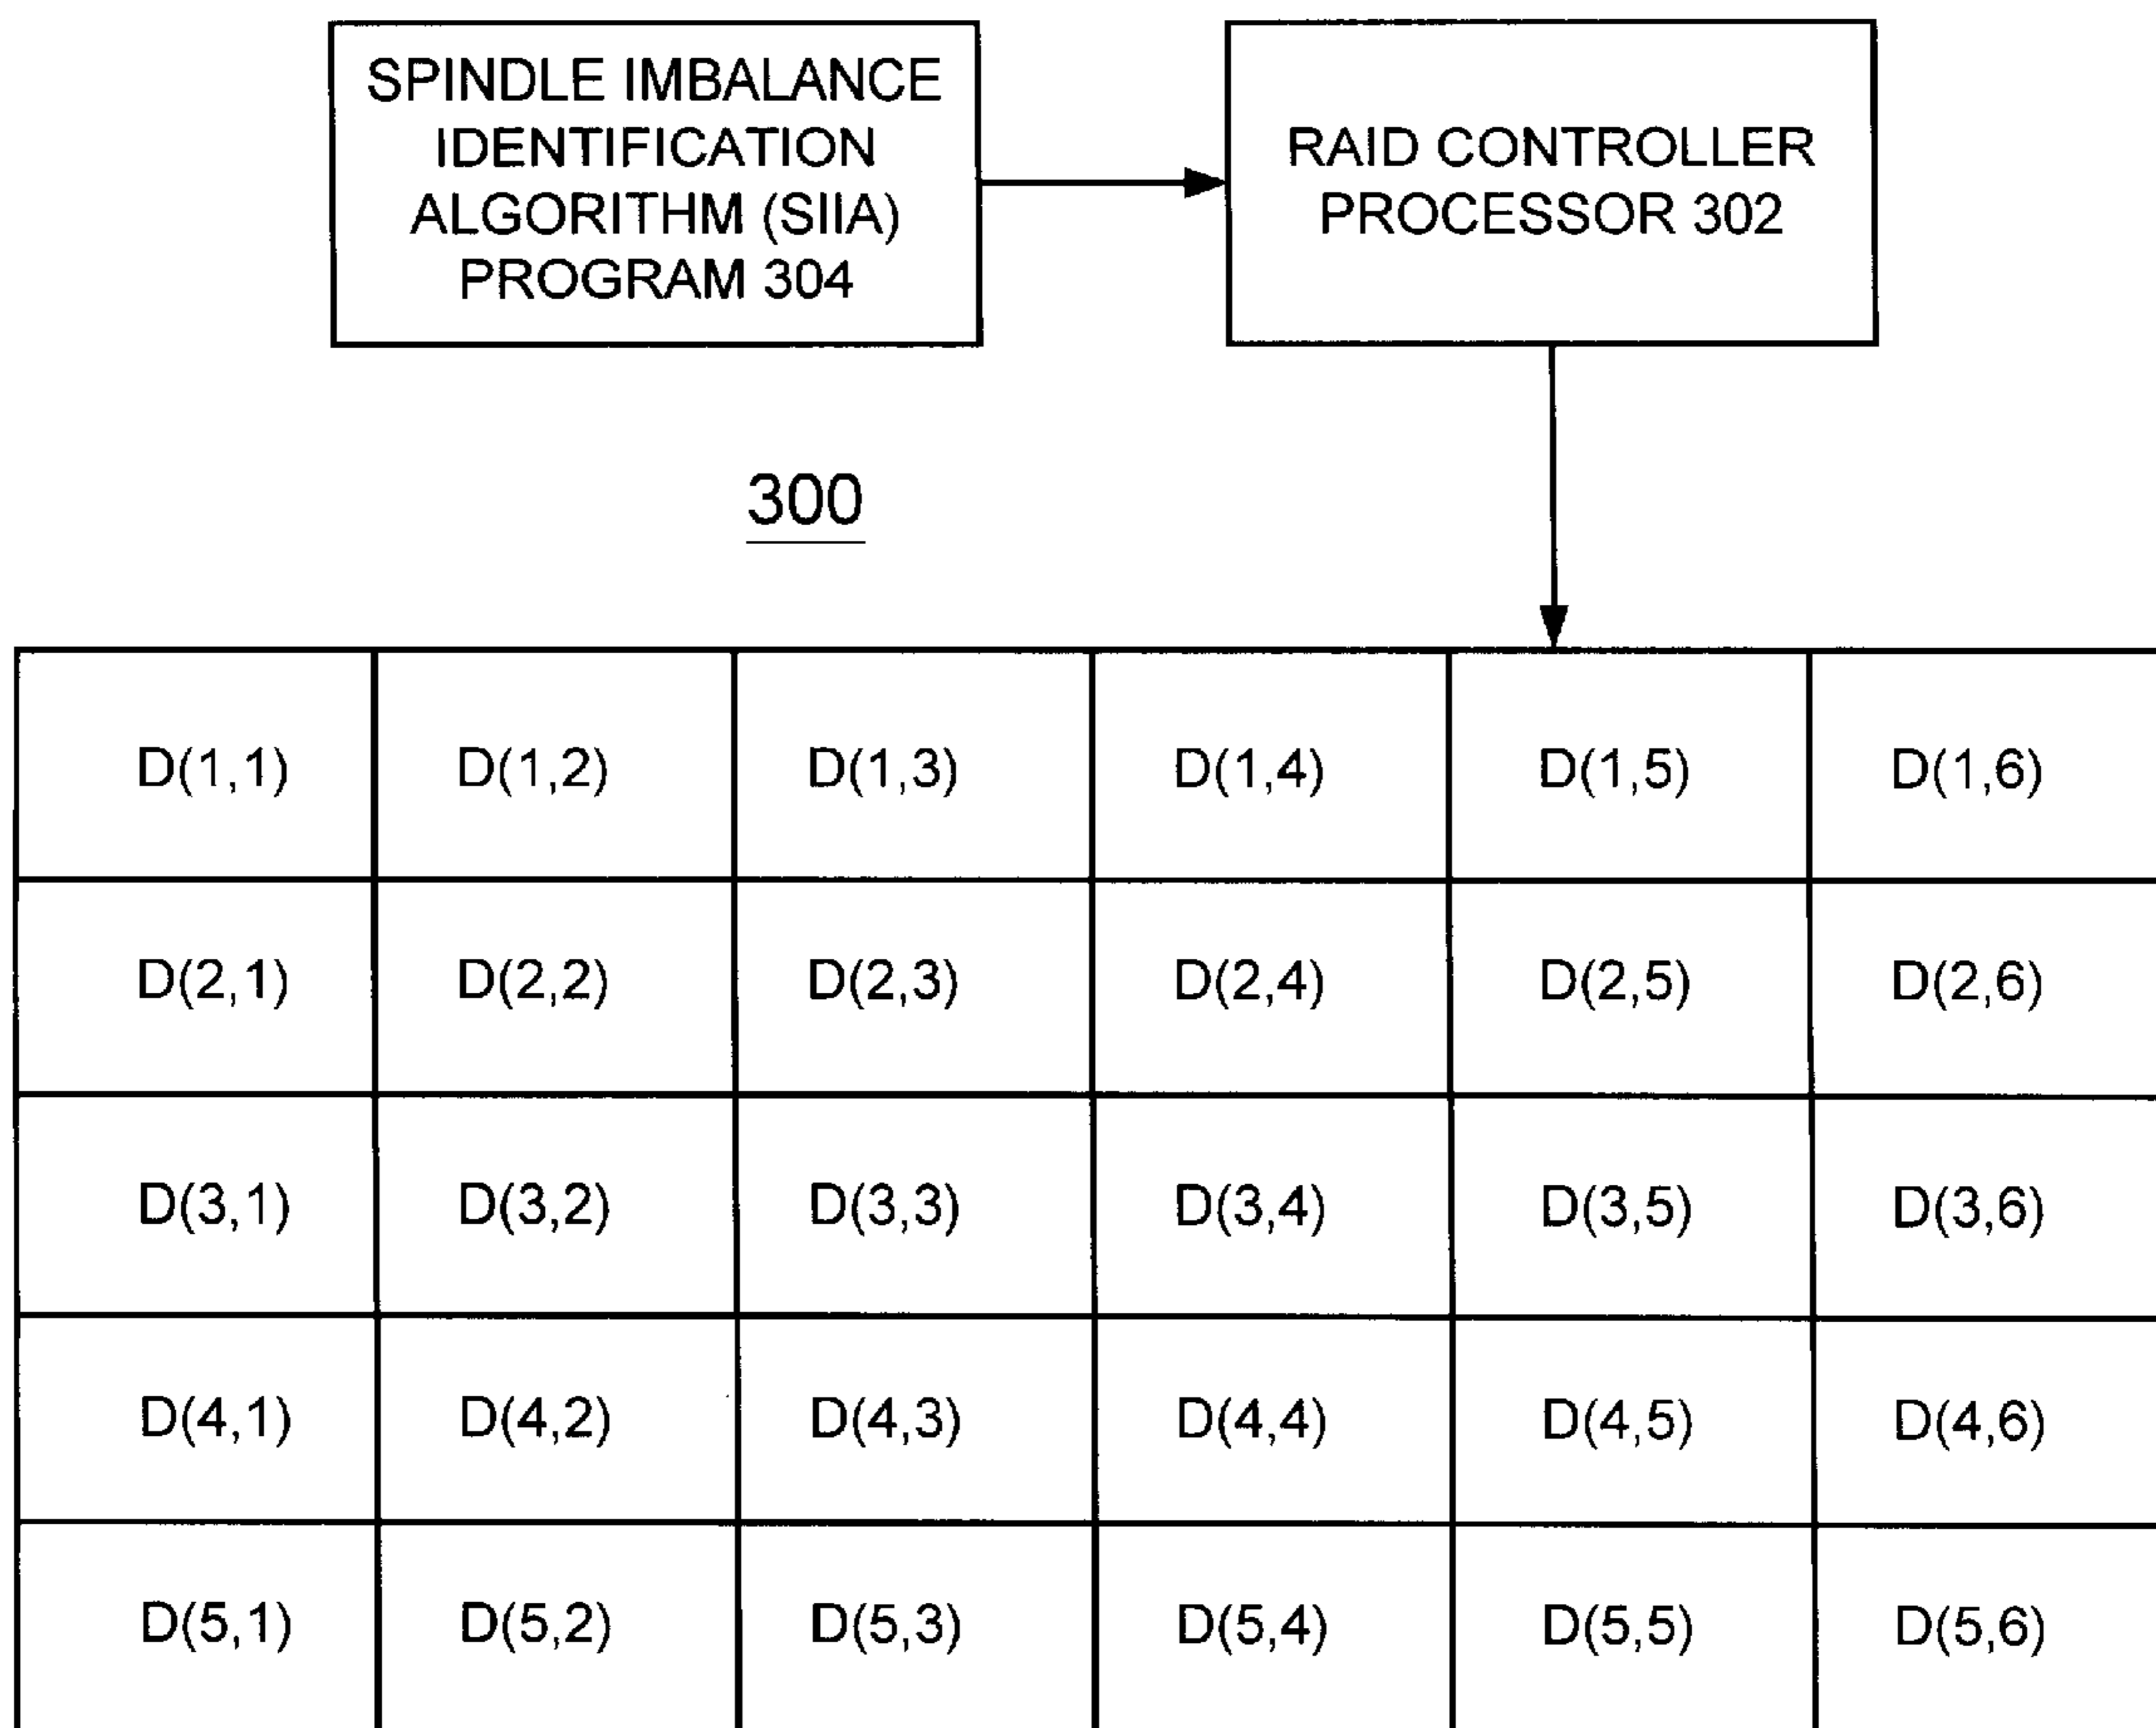 SPINDLE IMBALANCE
IDENTIFICATION
ALGORITHM (SIIA)
PROGRAM 304
RAID CONTROLLER
PROCESSOR 302
300
D(1,1) D(1,2) D(1,3) D(1,4) D(1,5) D(1,6)
D(2,1) D(2,2) D(2,3) D(2,4) D(2,5) D(2,6)
D(3,1) D(3,2) D(3,3) D(3,4) D(3,5) D(3,6)
D(4,1) D(4,2) D(4,3) D(4,4) D(4,5) D(4,6)
D(5,1) D(5,2) D(5,3) D(5,4) D(5,5) D(5,6)